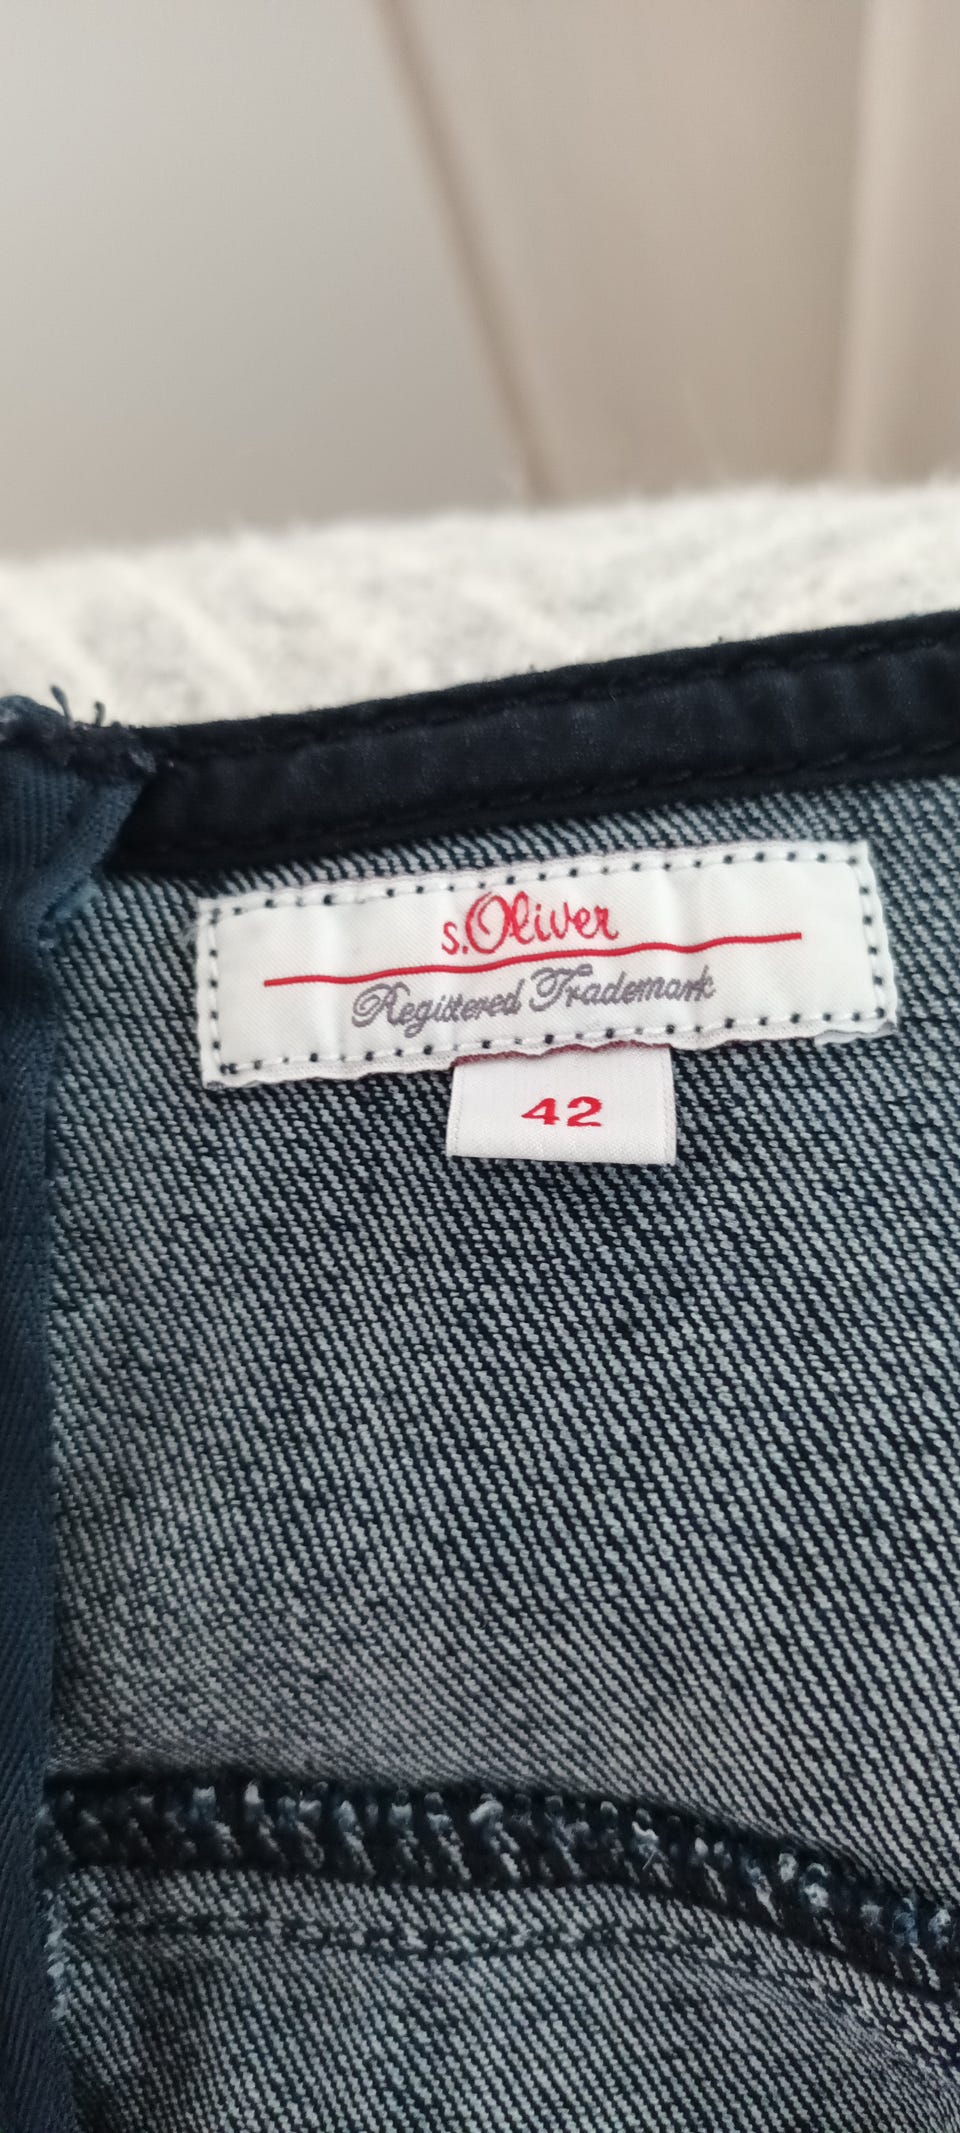 s.Oliver
Registered Trademark
42